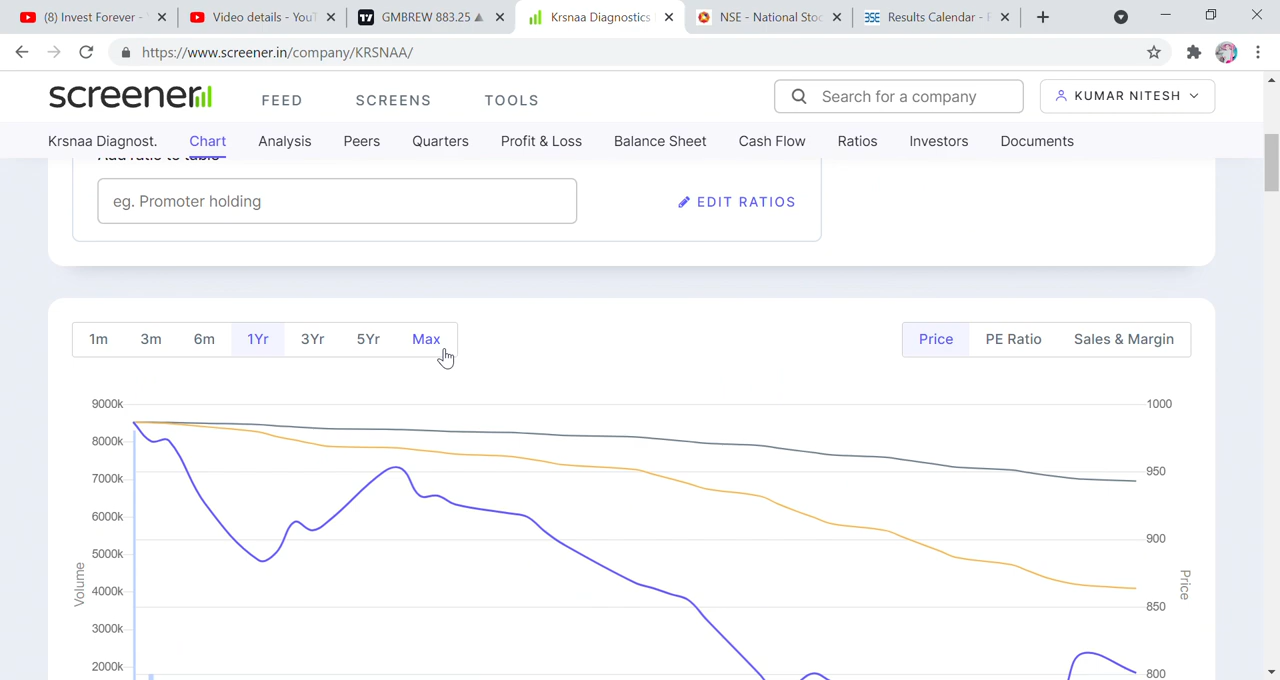 (8) Invest Forever -
Video details - YouT
GMBREW 883.25
Krsnaa Diagnostics
NSE - National Stoc
Results Calendar - F
https://www.screener.in/company/KRSNAA/
screener
FEED
SCREENS
TOOLS
Search for a company
KUMAR NITESH
Krsnaa Diagnost.
Chart
Analysis
Peers
Quarters
Profit & Loss
Balance Sheet
Cash Flow
Ratios
Investors
Documents
Add ratio to table
eg. Promoter holding
EDIT RATIOS
1m
3m
6m
1Yr
3Yr
5Yr
Max
Price
PE Ratio
Sales & Margin
9000k
8000k
7000k
6000k
5000k
4000k
3000k
2000k
Volume
1000
950
900
850
800
Price